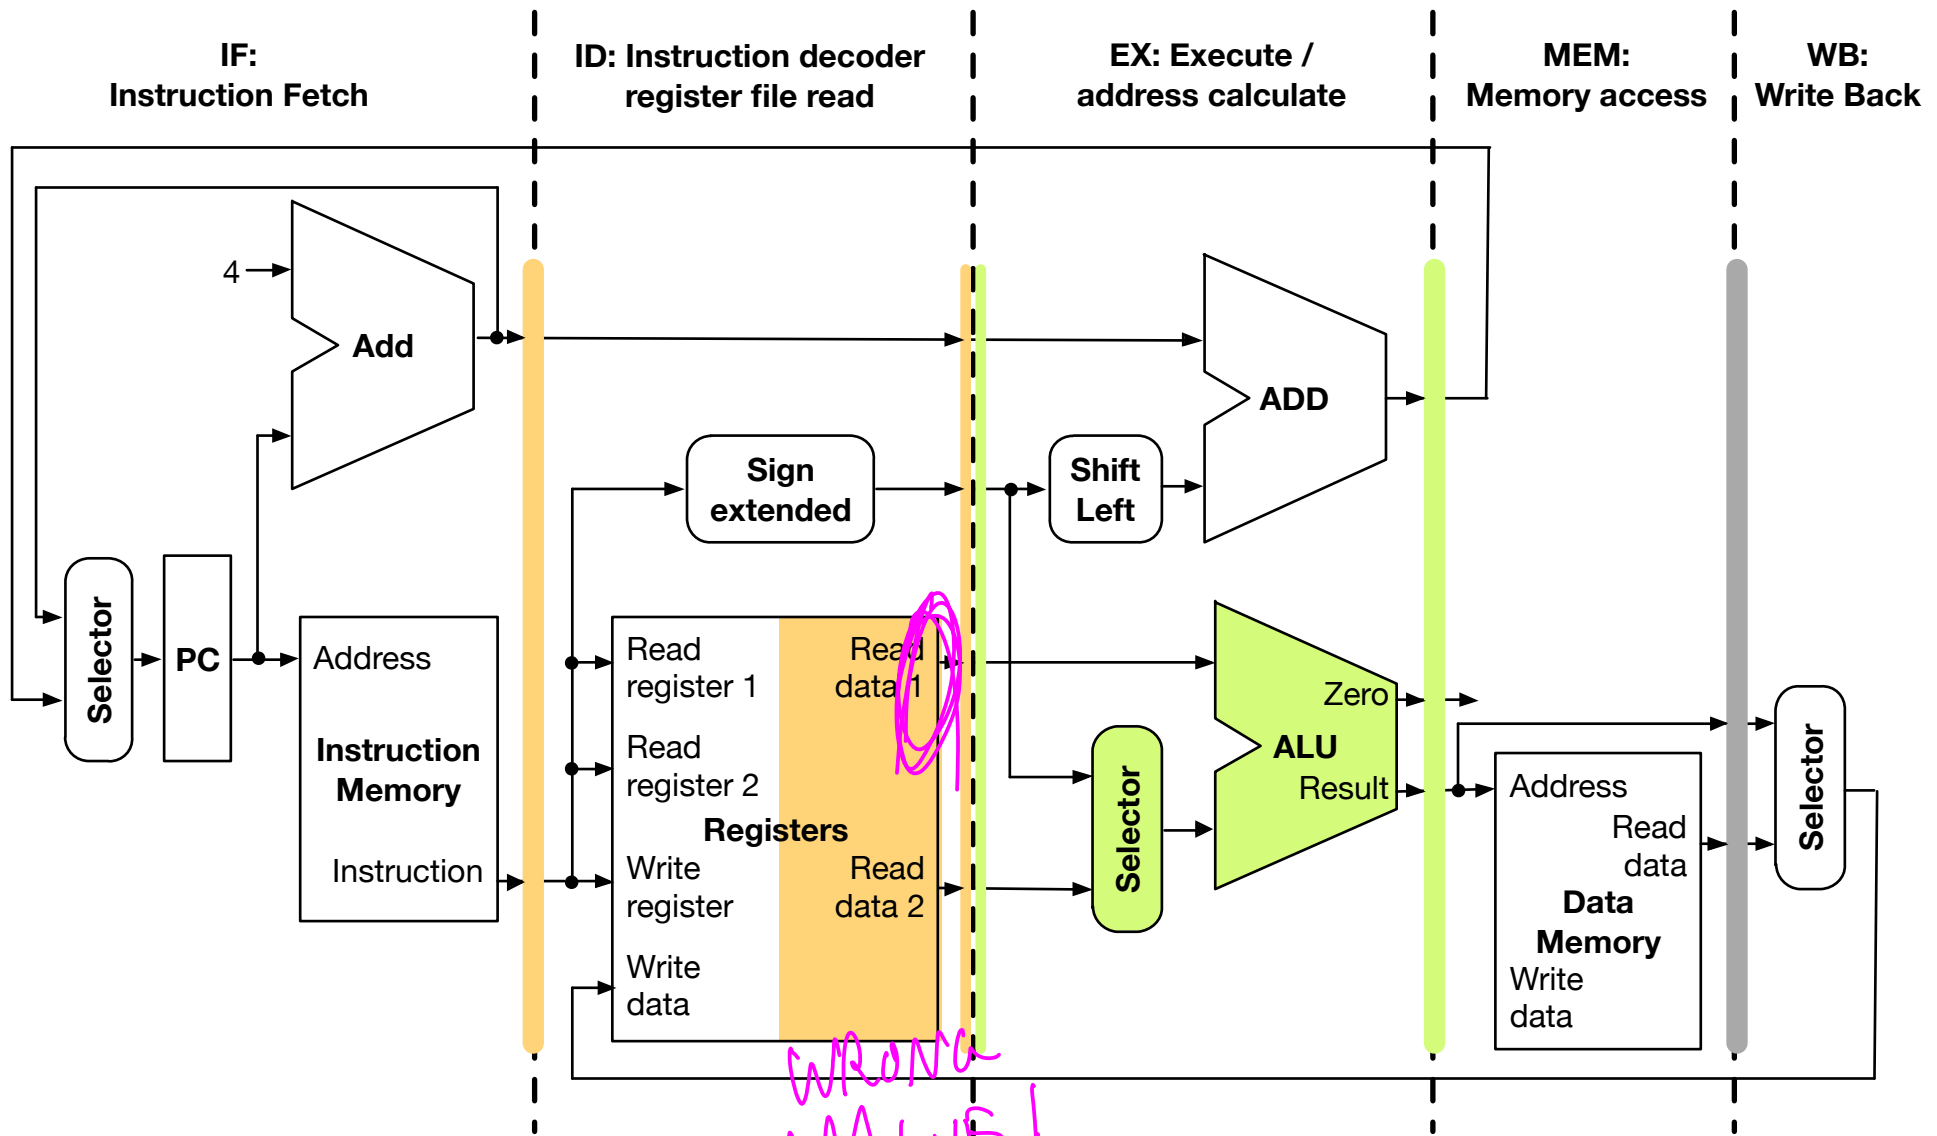 IF:
Instruction Fetch
ID: Instruction decoder
register file read
EX: Execute /
address calculate
MEM:
Memory access
WB:
Write Back
4
Add
ADD
Sign
extended
Shift
Left
Selector
PC
Address
Instruction
Memory
Instruction
Read
register 1
Read
data 1
Read
register 2
Registers
Write
register
Read
data 2
Write
data
Selector
Zero
ALU
Result
Address
Read
data
Data
Memory
Write
data
Selector
WRONG
VALUE!